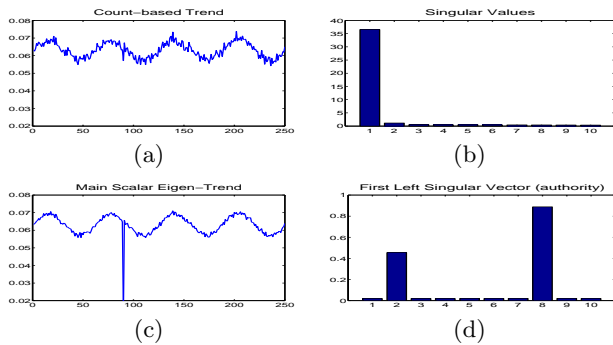 Count−based Trend
0.08
0.07
0.06
0.05
0.04
0.03
0.02
0 50 100 150 200 250
(a)
Singular Values
40
35
30
25
20
15
10
5
0
1 2 3 4 5 6 7 8 9 10
(b)
Main Scalar Eigen−Trend
0.08
0.07
0.06
0.05
0.04
0.03
0.02
0 50 100 150 200 250
(c)
First Left Singular Vector (authority)
1
0.8
0.6
0.4
0.2
0
1 2 3 4 5 6 7 8 9 10
(d)